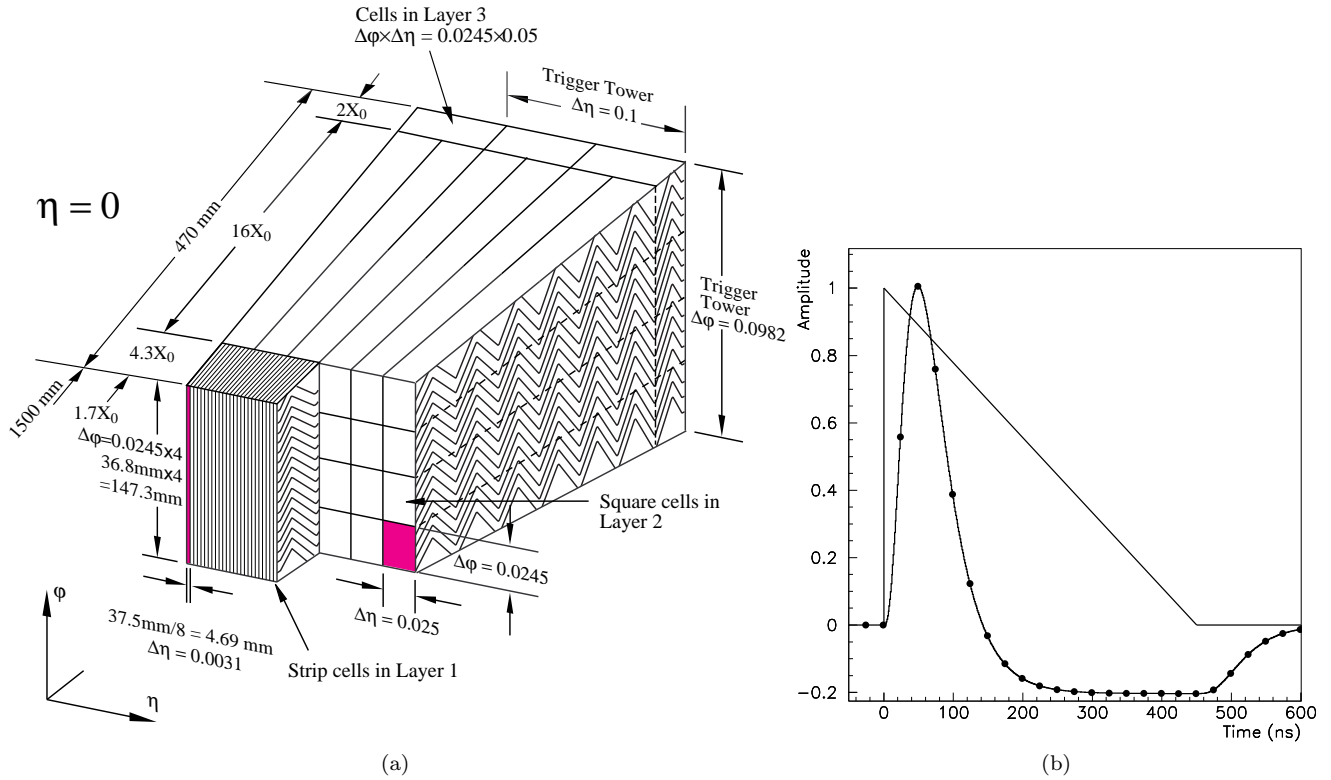 Cells in Layer 3
Δφ×Δη = 0.0245×0.05
Trigger Tower
Δη = 0.1
2X₀
η = 0
470 mm
16X₀
Trigger
Tower
Δφ = 0.0982
4.3X₀
1500 mm
1.7X₀
Δφ=0.0245x4
36.8mmx4
=147.3mm
Square cells in
Layer 2
Δφ = 0.0245
Δη = 0.025
37.5mm/8 = 4.69 mm
Δη = 0.0031
Strip cells in Layer 1
φ
η
(a)
Amplitude
1
0.8
0.6
0.4
0.2
0
−0.2
0 100 200 300 400 500 600
Time (ns)
(b)